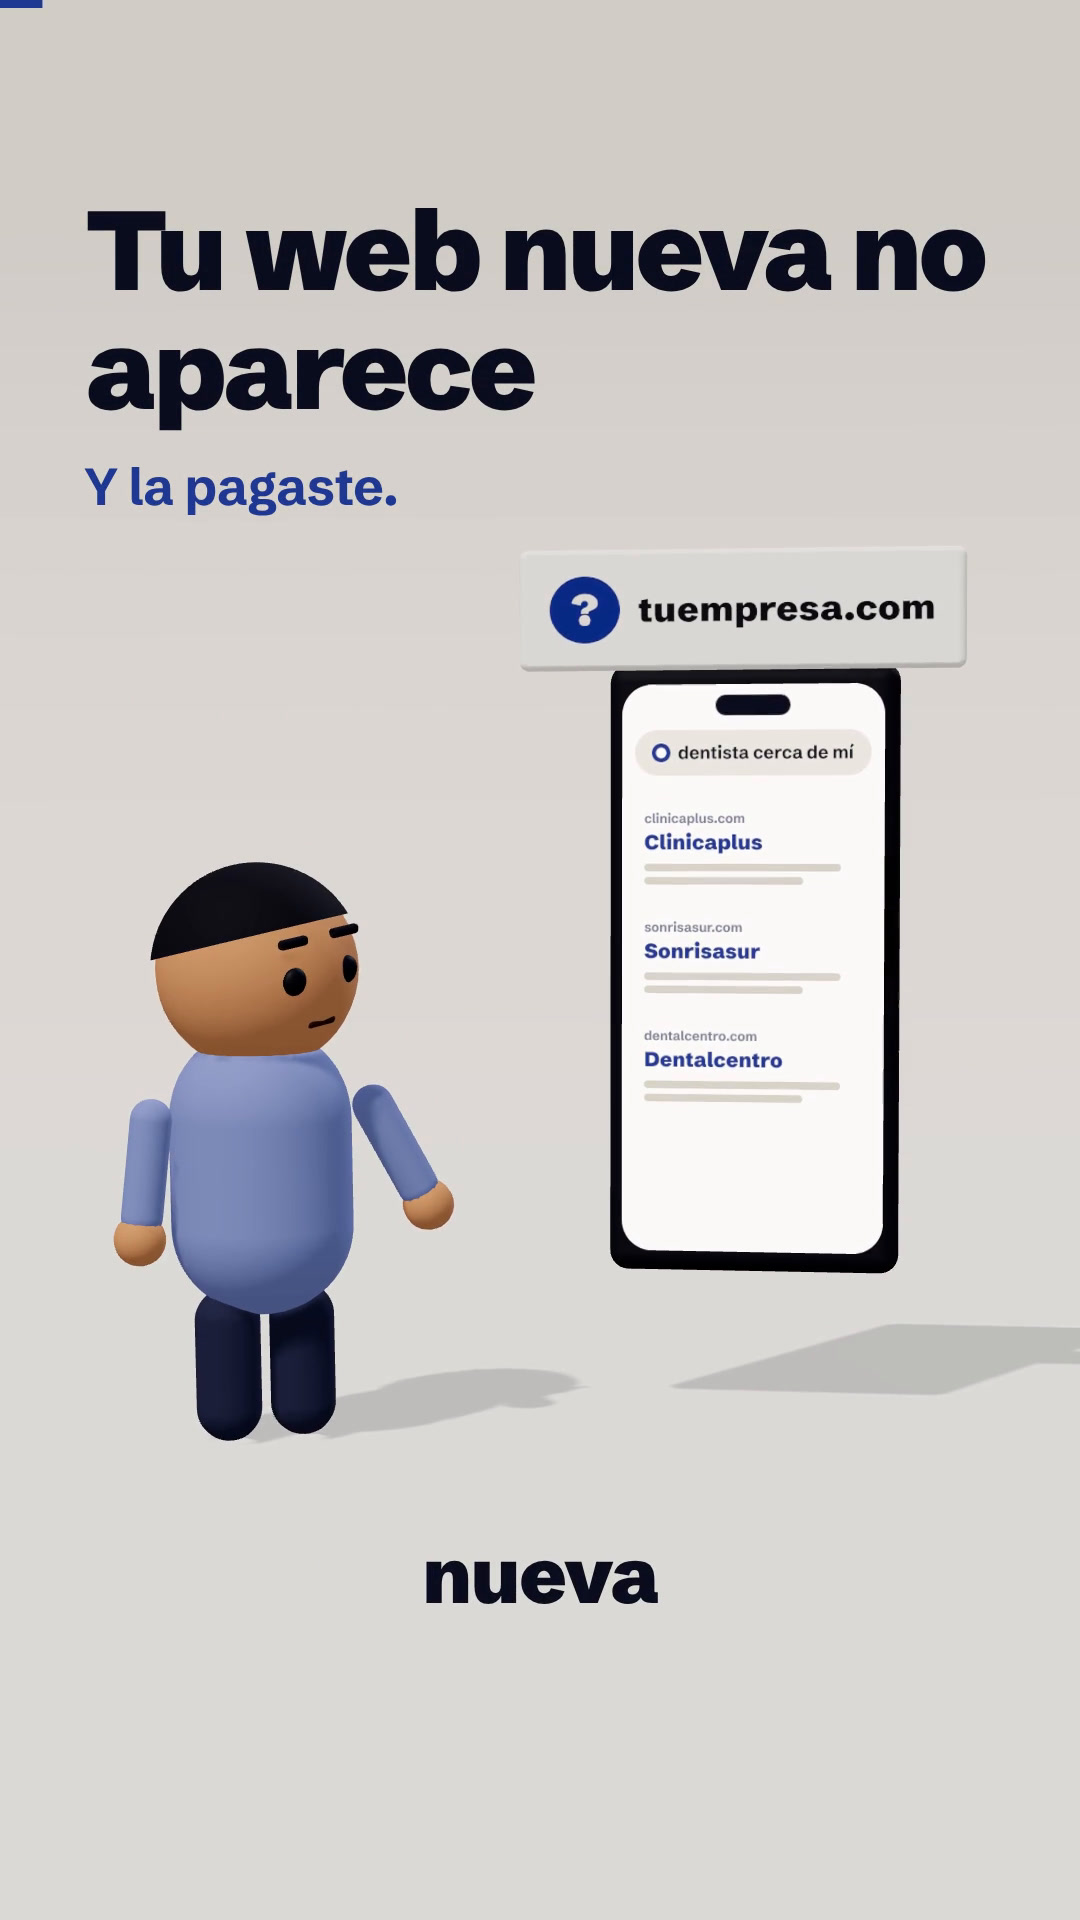 Tu web nueva no
aparece
Y la pagaste.
? tuempresa.com
dentista cerca de mí
clinicaplus.com
Clinicaplus
sonrisasur.com
Sonrisasur
dentalcentro.com
Dentalcentro
nueva